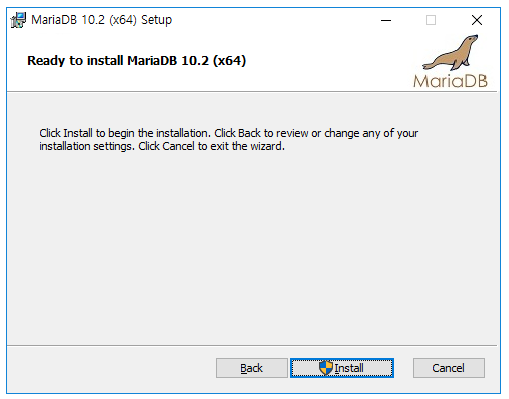 MariaDB 10.2 (x64) Setup
Ready to install MariaDB 10.2 (x64)
MariaDB
Click Install to begin the installation. Click Back to review or change any of your
installation settings. Click Cancel to exit the wizard.
Back
Install
Cancel